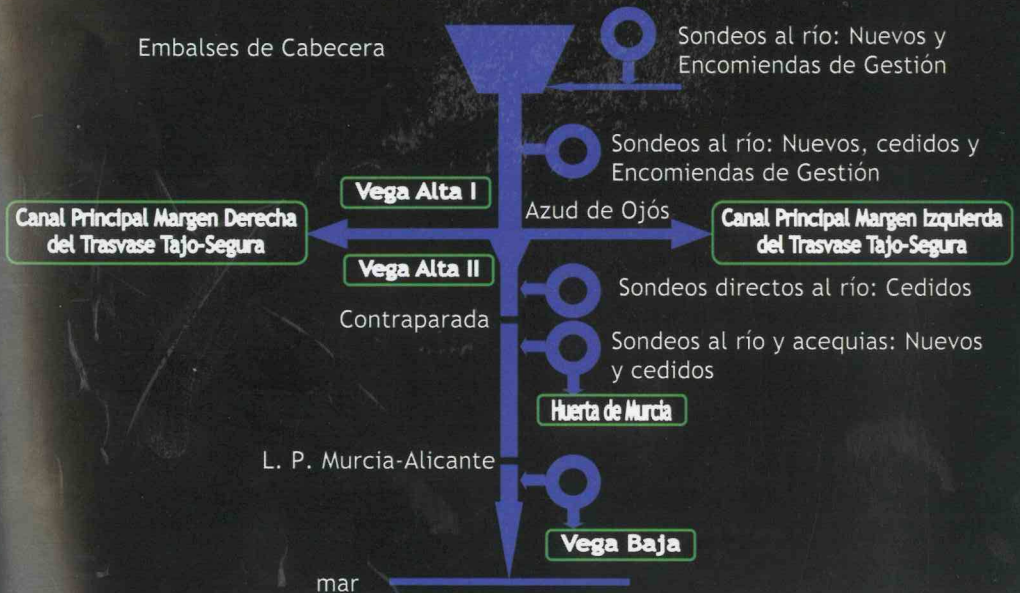 Embalses de Cabecera
Sondeos al río: Nuevos y
Encomiendas de Gestión
Sondeos al río: Nuevos, cedidos y
Encomiendas de Gestión
Vega Alta I
Azud de Ojós
Canal Principal Margen Derecha
del Trasvase Tajo-Segura
Canal Principal Margen Izquierda
del Trasvase Tajo-Segura
Vega Alta II
Sondeos directos al río: Cedidos
Contraparada
Sondeos al río y acequias: Nuevos
y cedidos
Huerta de Murcia
L. P. Murcia-Alicante
Vega Baja
mar